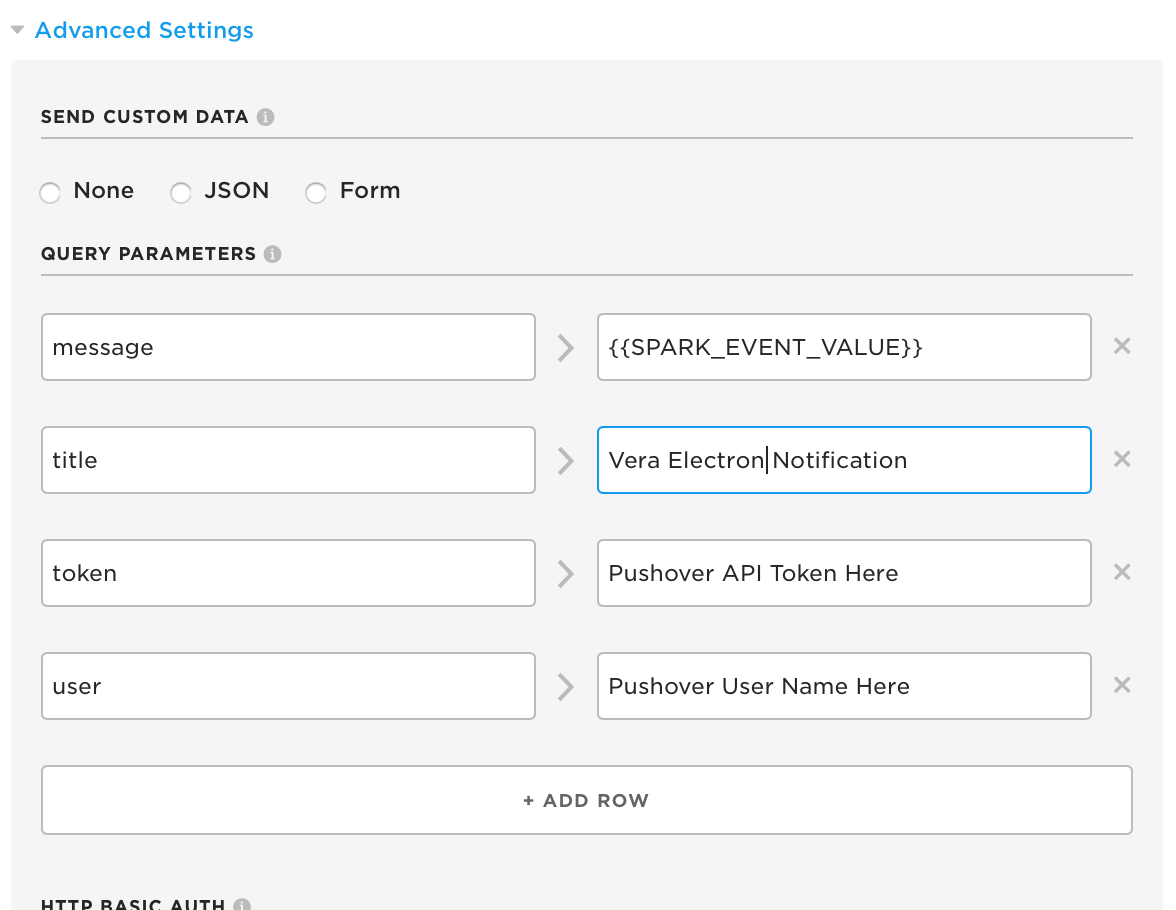 Advanced Settings
SEND CUSTOM DATA
None JSON Form
QUERY PARAMETERS
message {{SPARK_EVENT_VALUE}}
title Vera Electron Notification
token Pushover API Token Here
user Pushover User Name Here
+ ADD ROW
HTTP BASIC AUTH